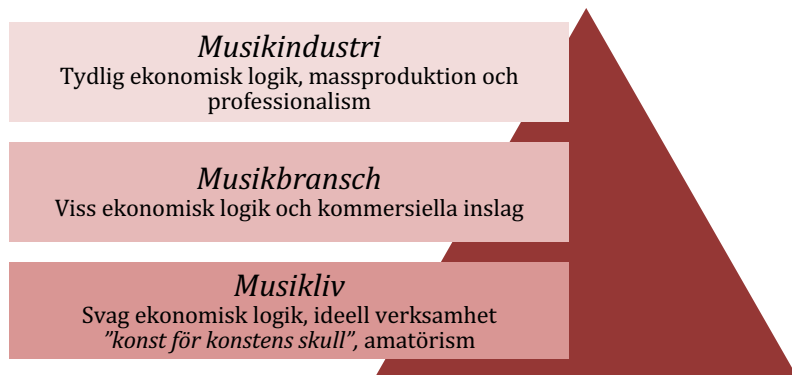 Musikindustri
Tydlig ekonomisk logik, massproduktion och
professionalism
Musikbransch
Viss ekonomisk logik och kommersiella inslag
Musikliv
Svag ekonomisk logik, ideell verksamhet
”konst för konstens skull”, amatörism